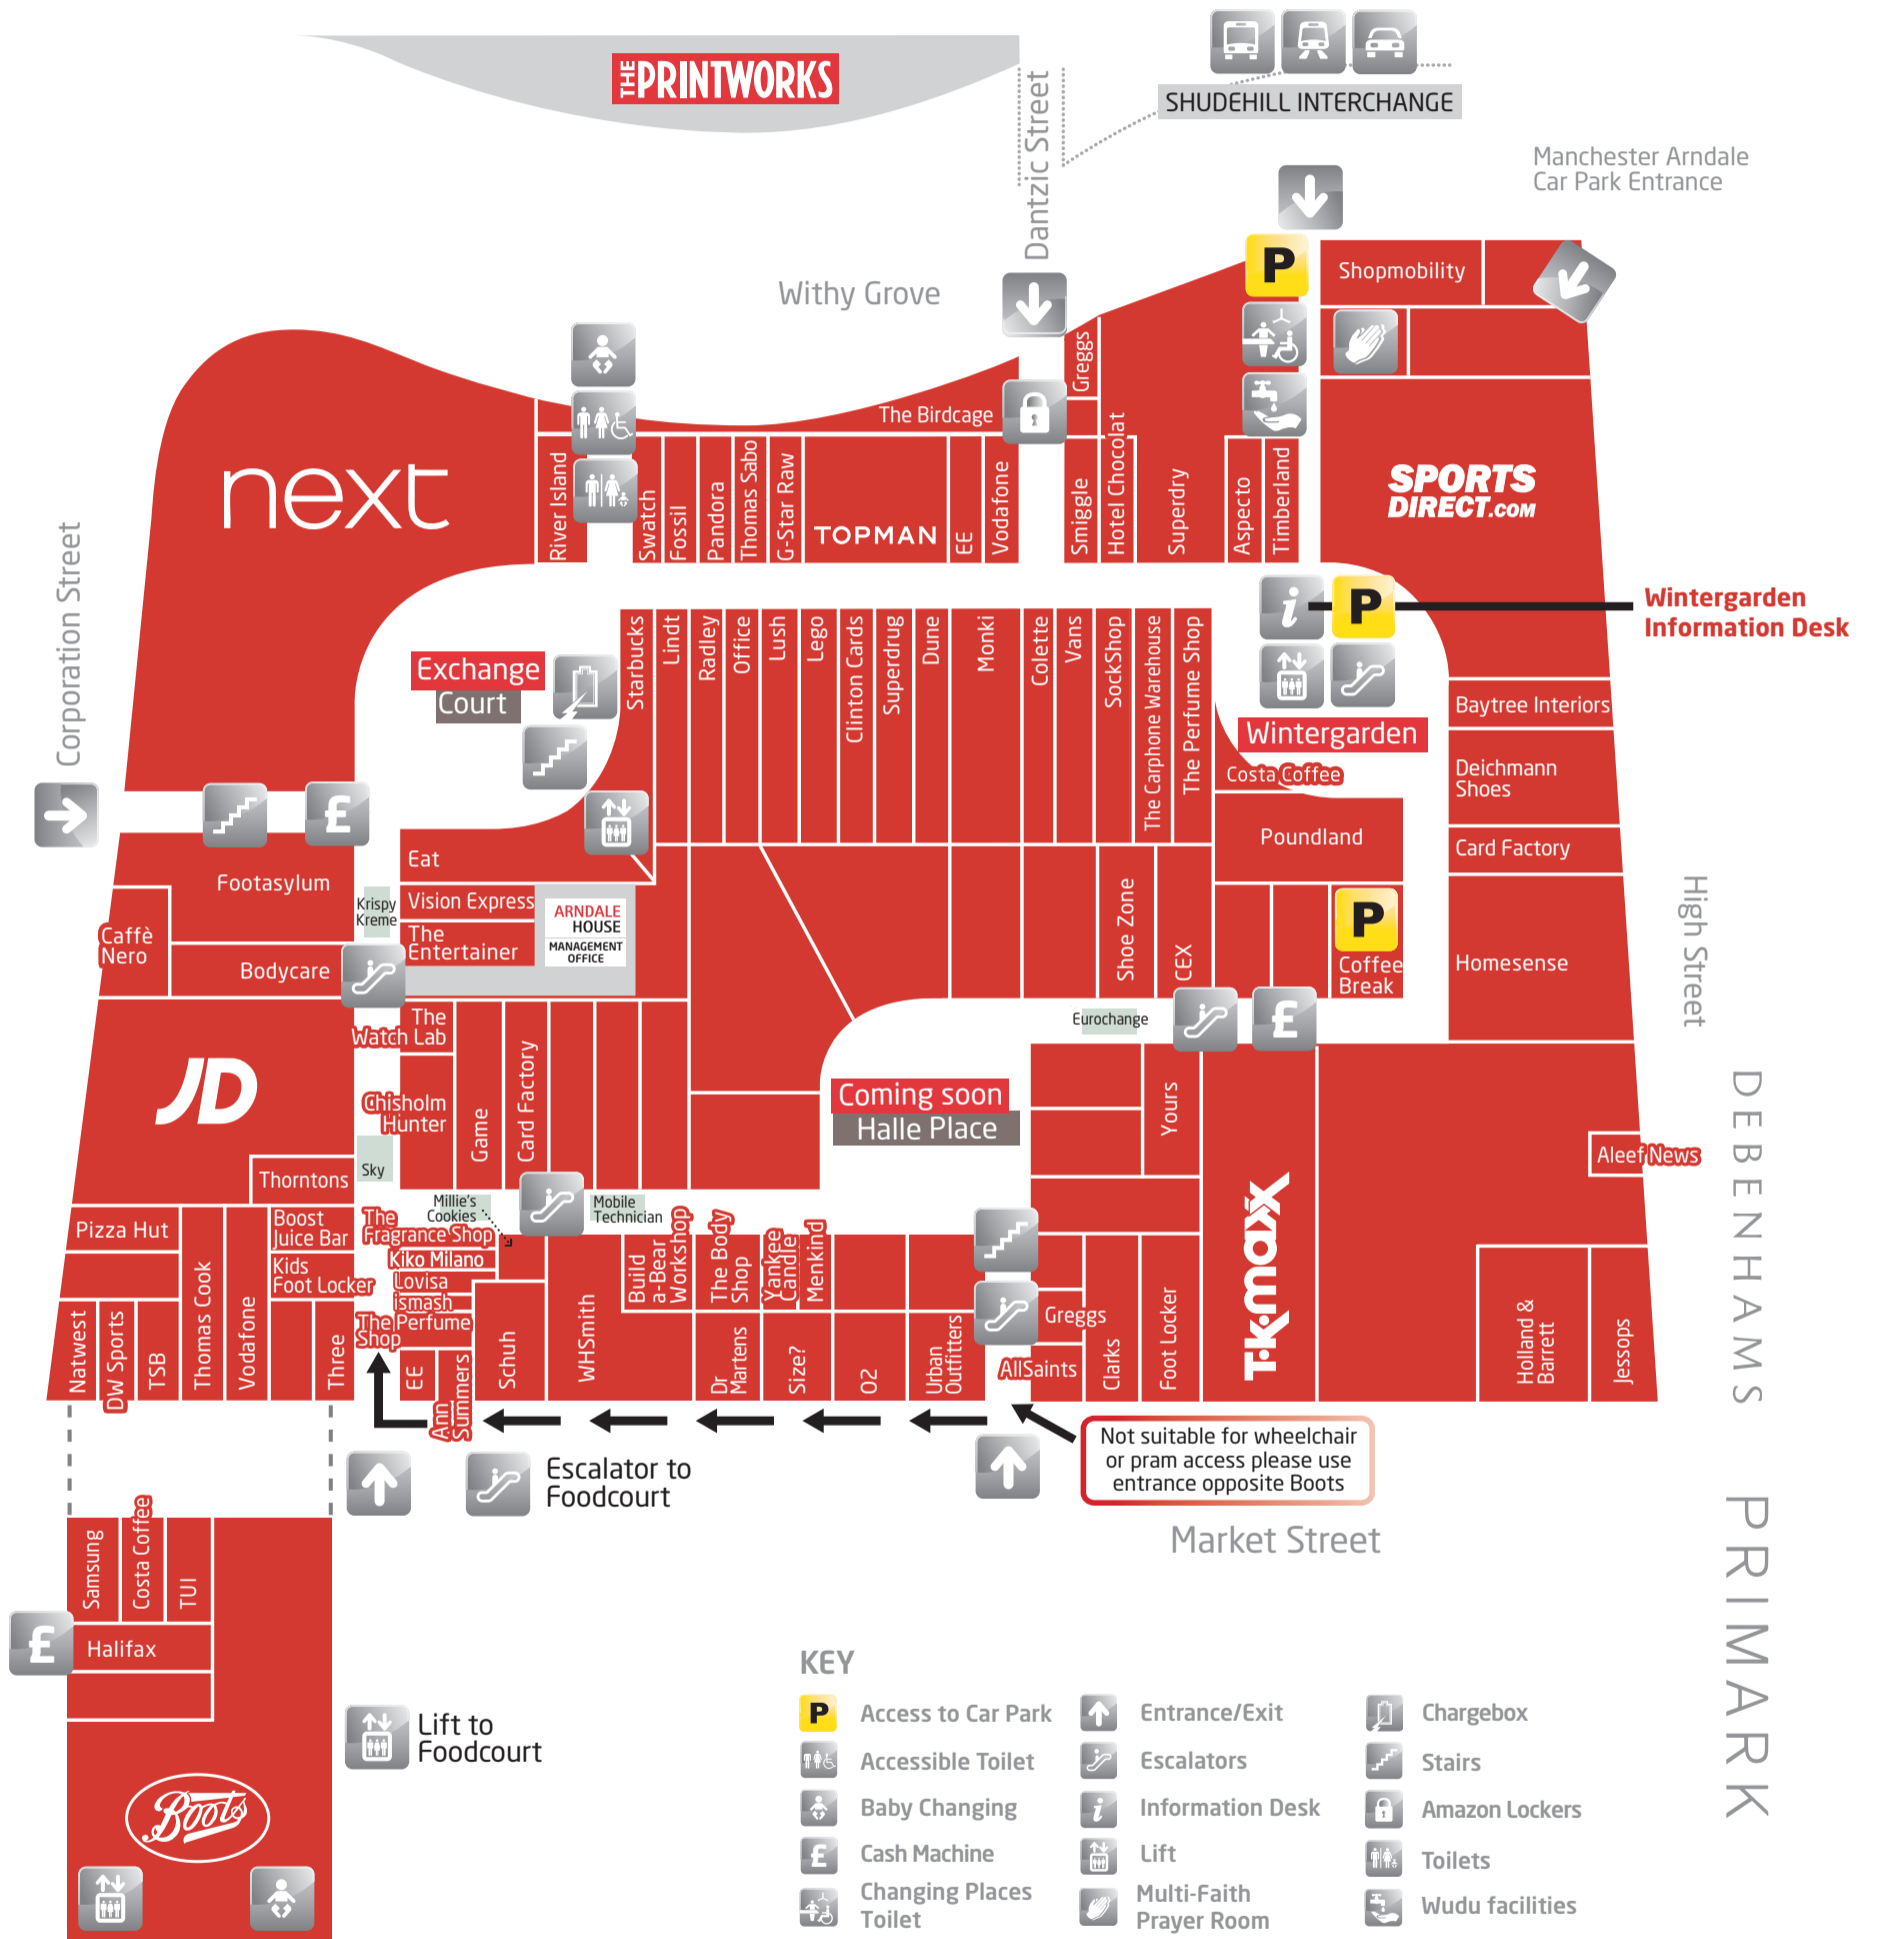 THE PRINTWORKS
Dantzic Street
SHUDEHILL INTERCHANGE
Manchester Arndale
Car Park Entrance
Withy Grove
P
Shopmobility
Greggs
The Birdcage
next
River Island
Swatch
Fossil
Pandora
Thomas Sabo
G-Star Raw
TOPMAN
EE
Vodafone
Smiggle
Hotel Chocolat
Superdry
Aspecto
Timberland
SPORTS
DIRECT.COM
Corporation Street
i
P
Wintergarden
Information Desk
Exchange
Court
Starbucks
Lindt
Radley
Office
Lush
Lego
Clinton Cards
Superdrug
Dune
Monki
Colette
Vans
SockShop
The Carphone Warehouse
The Perfume Shop
Wintergarden
Costa Coffee
Poundland
Baytree Interiors
Deichmann
Shoes
Card Factory
Homesense
High Street
£
Eat
Footasylum
Krispy
Kreme
Vision Express
The
Entertainer
ARNDALE
HOUSE
MANAGEMENT
OFFICE
Caffè
Nero
Bodycare
Shoe Zone
CEX
P
Coffee
Break
Eurochange
£
The
Watch Lab
JD
Chisholm
Hunter
Game
Card Factory
Coming soon
Halle Place
Yours
T·K·maxx
Aleef News
DEBENHAMS
Sky
Thorntons
Millie's
Cookies
Mobile
Technician
Pizza Hut
Boost
Juice Bar
The
Fragrance Shop
Kiko Milano
Kids
Foot Locker
Lovisa
ismash
The Perfume
Shop
Build
a-Bear
Workshop
The Body
Shop
Yankee
Candle
Menkind
Natwest
DW Sports
TSB
Thomas Cook
Vodafone
Three
EE
Ann
Summers
Schuh
WHSmith
Dr
Martens
Size?
O2
Urban
Outfitters
Greggs
AllSaints
Clarks
Foot Locker
Holland &
Barrett
Jessops
Escalator to
Foodcourt
Not suitable for wheelchair
or pram access please use
entrance opposite Boots
Market Street
PRIMARK
Samsung
Costa Coffee
TUI
£
Halifax
Lift to
Foodcourt
Boots
KEY
P
Access to Car Park
Entrance/Exit
Chargebox
Accessible Toilet
Escalators
Stairs
Baby Changing
i
Information Desk
Amazon Lockers
£
Cash Machine
Lift
Toilets
Changing Places
Toilet
Multi-Faith
Prayer Room
Wudu facilities